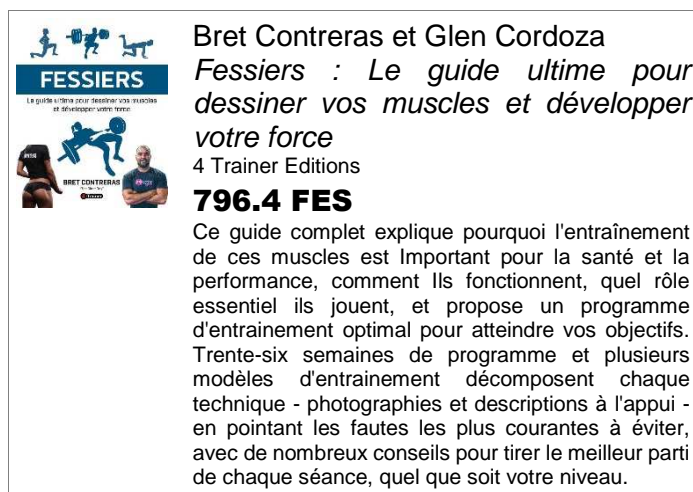 FESSIERS
Le guide ultime pour dessiner vos muscles
et développer votre force
BRET CONTRERAS
Bret Contreras et Glen Cordoza
Fessiers : Le guide ultime pour
dessiner vos muscles et développer
votre force
4 Trainer Editions
796.4 FES
Ce guide complet explique pourquoi l'entraînement
de ces muscles est Important pour la santé et la
performance, comment Ils fonctionnent, quel rôle
essentiel ils jouent, et propose un programme
d'entrainement optimal pour atteindre vos objectifs.
Trente-six semaines de programme et plusieurs
modèles d'entrainement décomposent chaque
technique - photographies et descriptions à l'appui -
en pointant les fautes les plus courantes à éviter,
avec de nombreux conseils pour tirer le meilleur parti
de chaque séance, quel que soit votre niveau.